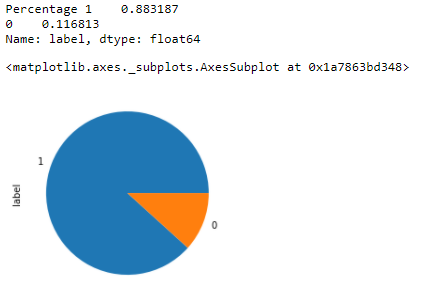 Percentage 1    0.883187
0    0.116813
Name: label, dtype: float64
<matplotlib.axes._subplots.AxesSubplot at 0x1a7863bd348>
1
label
0